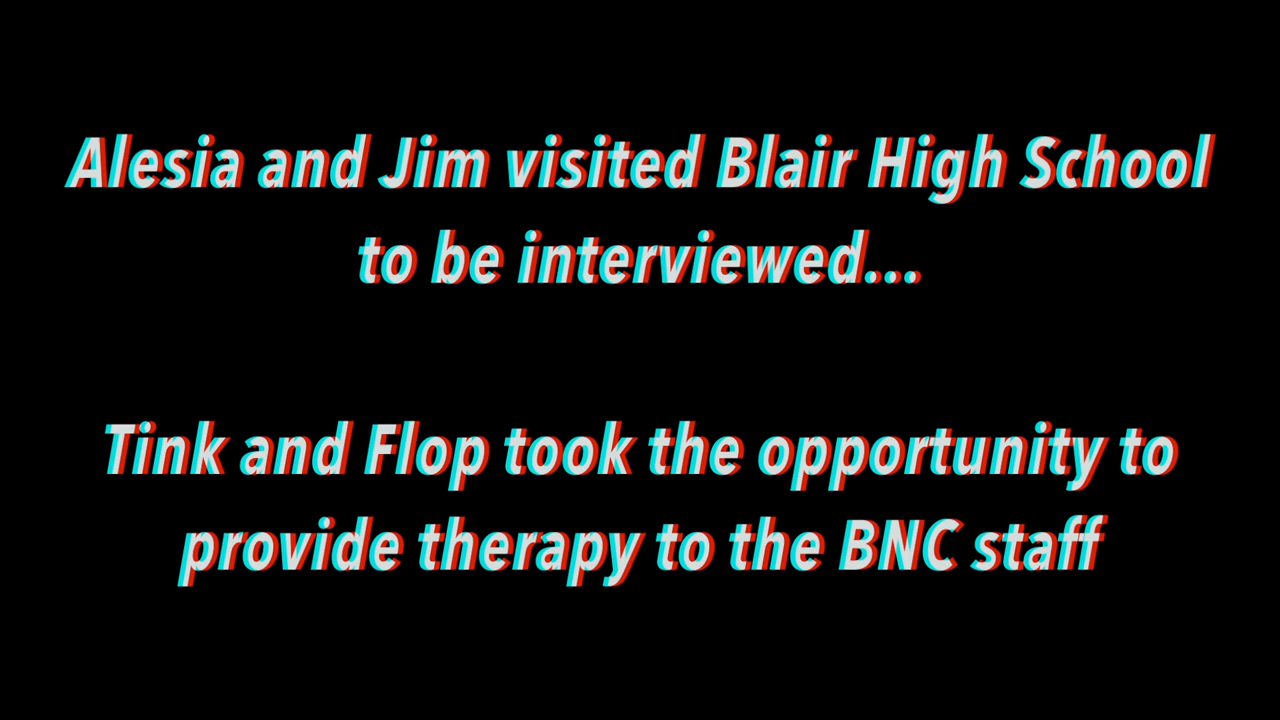 Alesia and Jim visited Blair High School
to be interviewed...
Tink and Flop took the opportunity to
provide therapy to the BNC staff